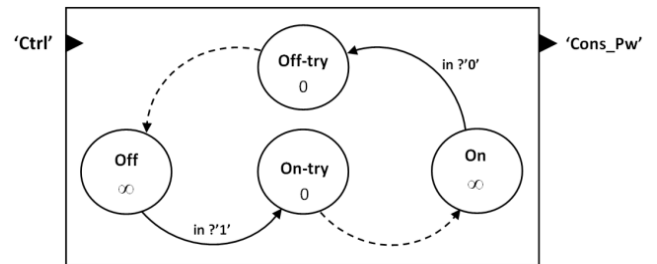 ‘Ctrl’
‘Cons_Pw’
Off-try
0
in ?’0’
Off
∞
On-try
0
On
∞
in ?’1’